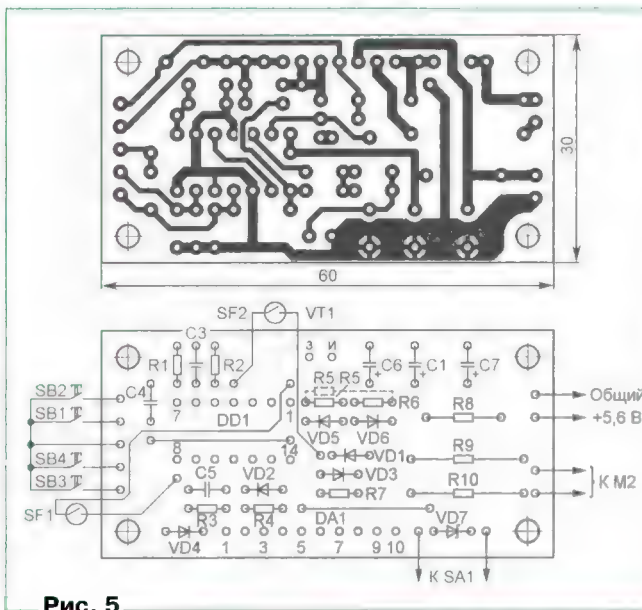 30
60
SF2 VT1
C3
R1 R2
З И
C6 C1 C7
SB2
C4
R5 R5 R6
SB1
7 DD1 1
R8
Общий
+5,6 В
VD5 VD6
SB4
8 14
VD1
R9
SB3
C5 VD2
VD3
К М2
R10
SF1
R3 R4
R7
DA1
VD7
VD4
1 3 5 7 9 10
К SA1
Рис. 5